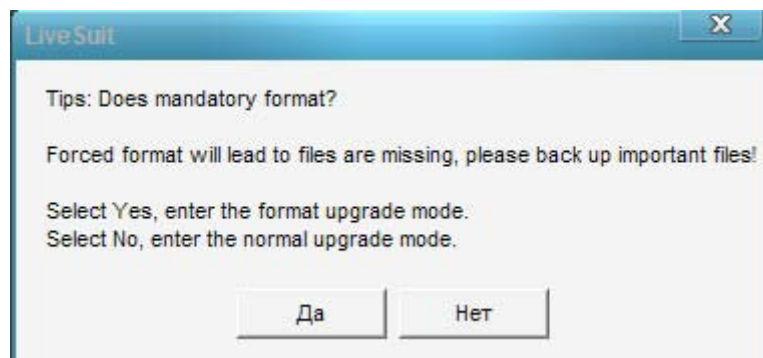 LiveSuit
Tips: Does mandatory format?
Forced format will lead to files are missing, please back up important files!
Select Yes, enter the format upgrade mode.
Select No, enter the normal upgrade mode.
Да
Нет